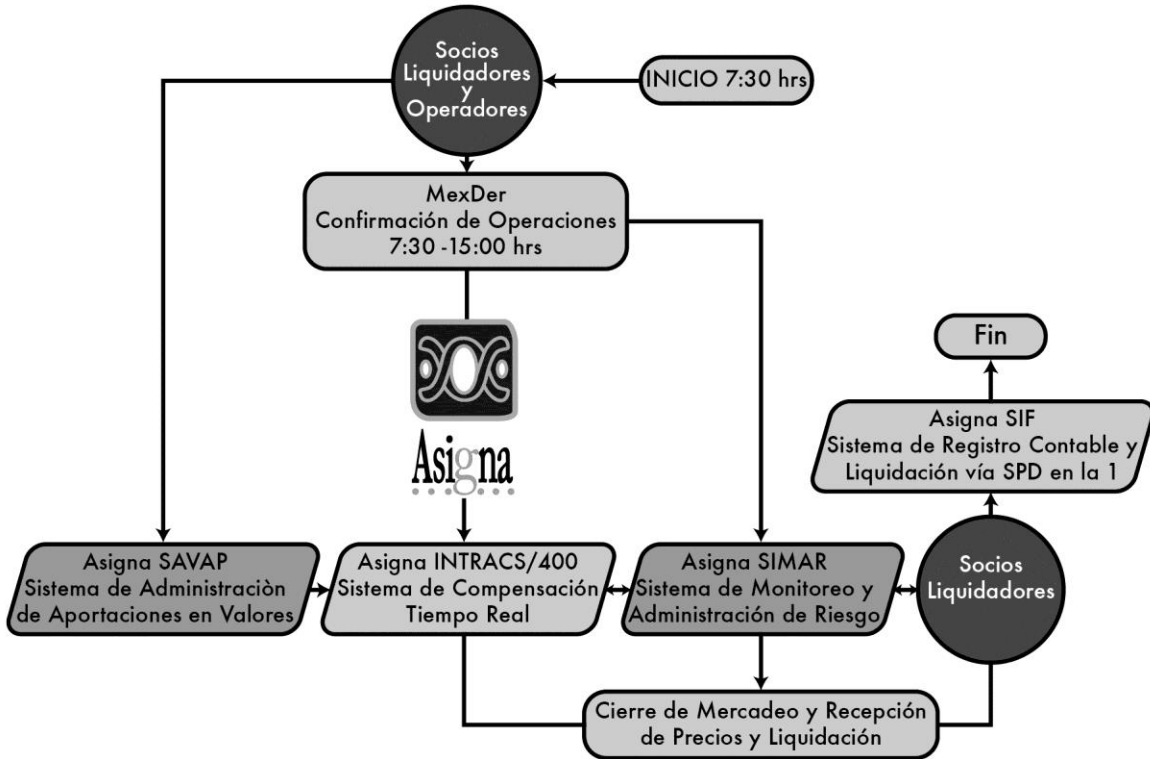 Socios
Liquidadores
y
Operadores
INICIO 7:30 hrs
MexDer
Confirmación de Operaciones
7:30 -15:00 hrs
Asigna
Fin
Asigna SIF
Sistema de Registro Contable y
Liquidación vía SPD en la 1
Asigna SAVAP
Sistema de Administraciòn
de Aportaciones en Valores
Asigna INTRACS/400
Sistema de Compensación
Tiempo Real
Asigna SIMAR
Sistema de Monitoreo y
Administración de Riesgo
Socios
Liquidadores
Cierre de Mercadeo y Recepción
de Precios y Liquidación